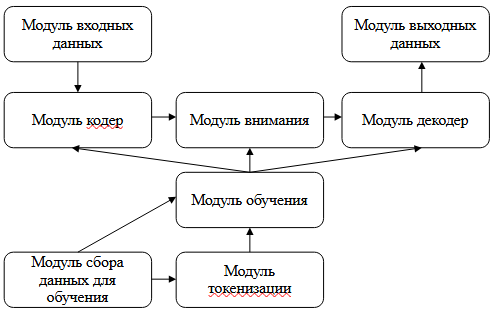 Модуль входных
данных
Модуль выходных
данных
Модуль кодер
Модуль внимания
Модуль декодер
Модуль обучения
Модуль сбора
данных для
обучения
Модуль
токенизации